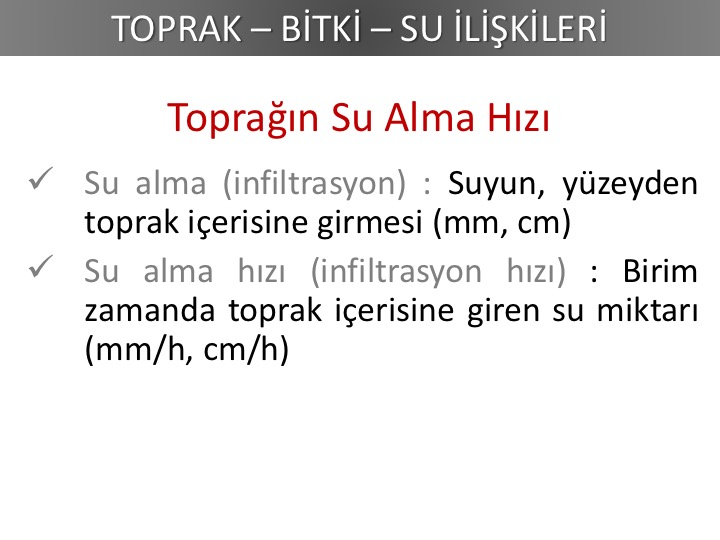 TOPRAK – BİTKİ – SU İLİŞKİLERİ
Toprağın Su Alma Hızı
✓ Su alma (infiltrasyon) : Suyun, yüzeyden
toprak içerisine girmesi (mm, cm)
✓ Su alma hızı (infiltrasyon hızı) : Birim
zamanda toprak içerisine giren su miktarı
(mm/h, cm/h)